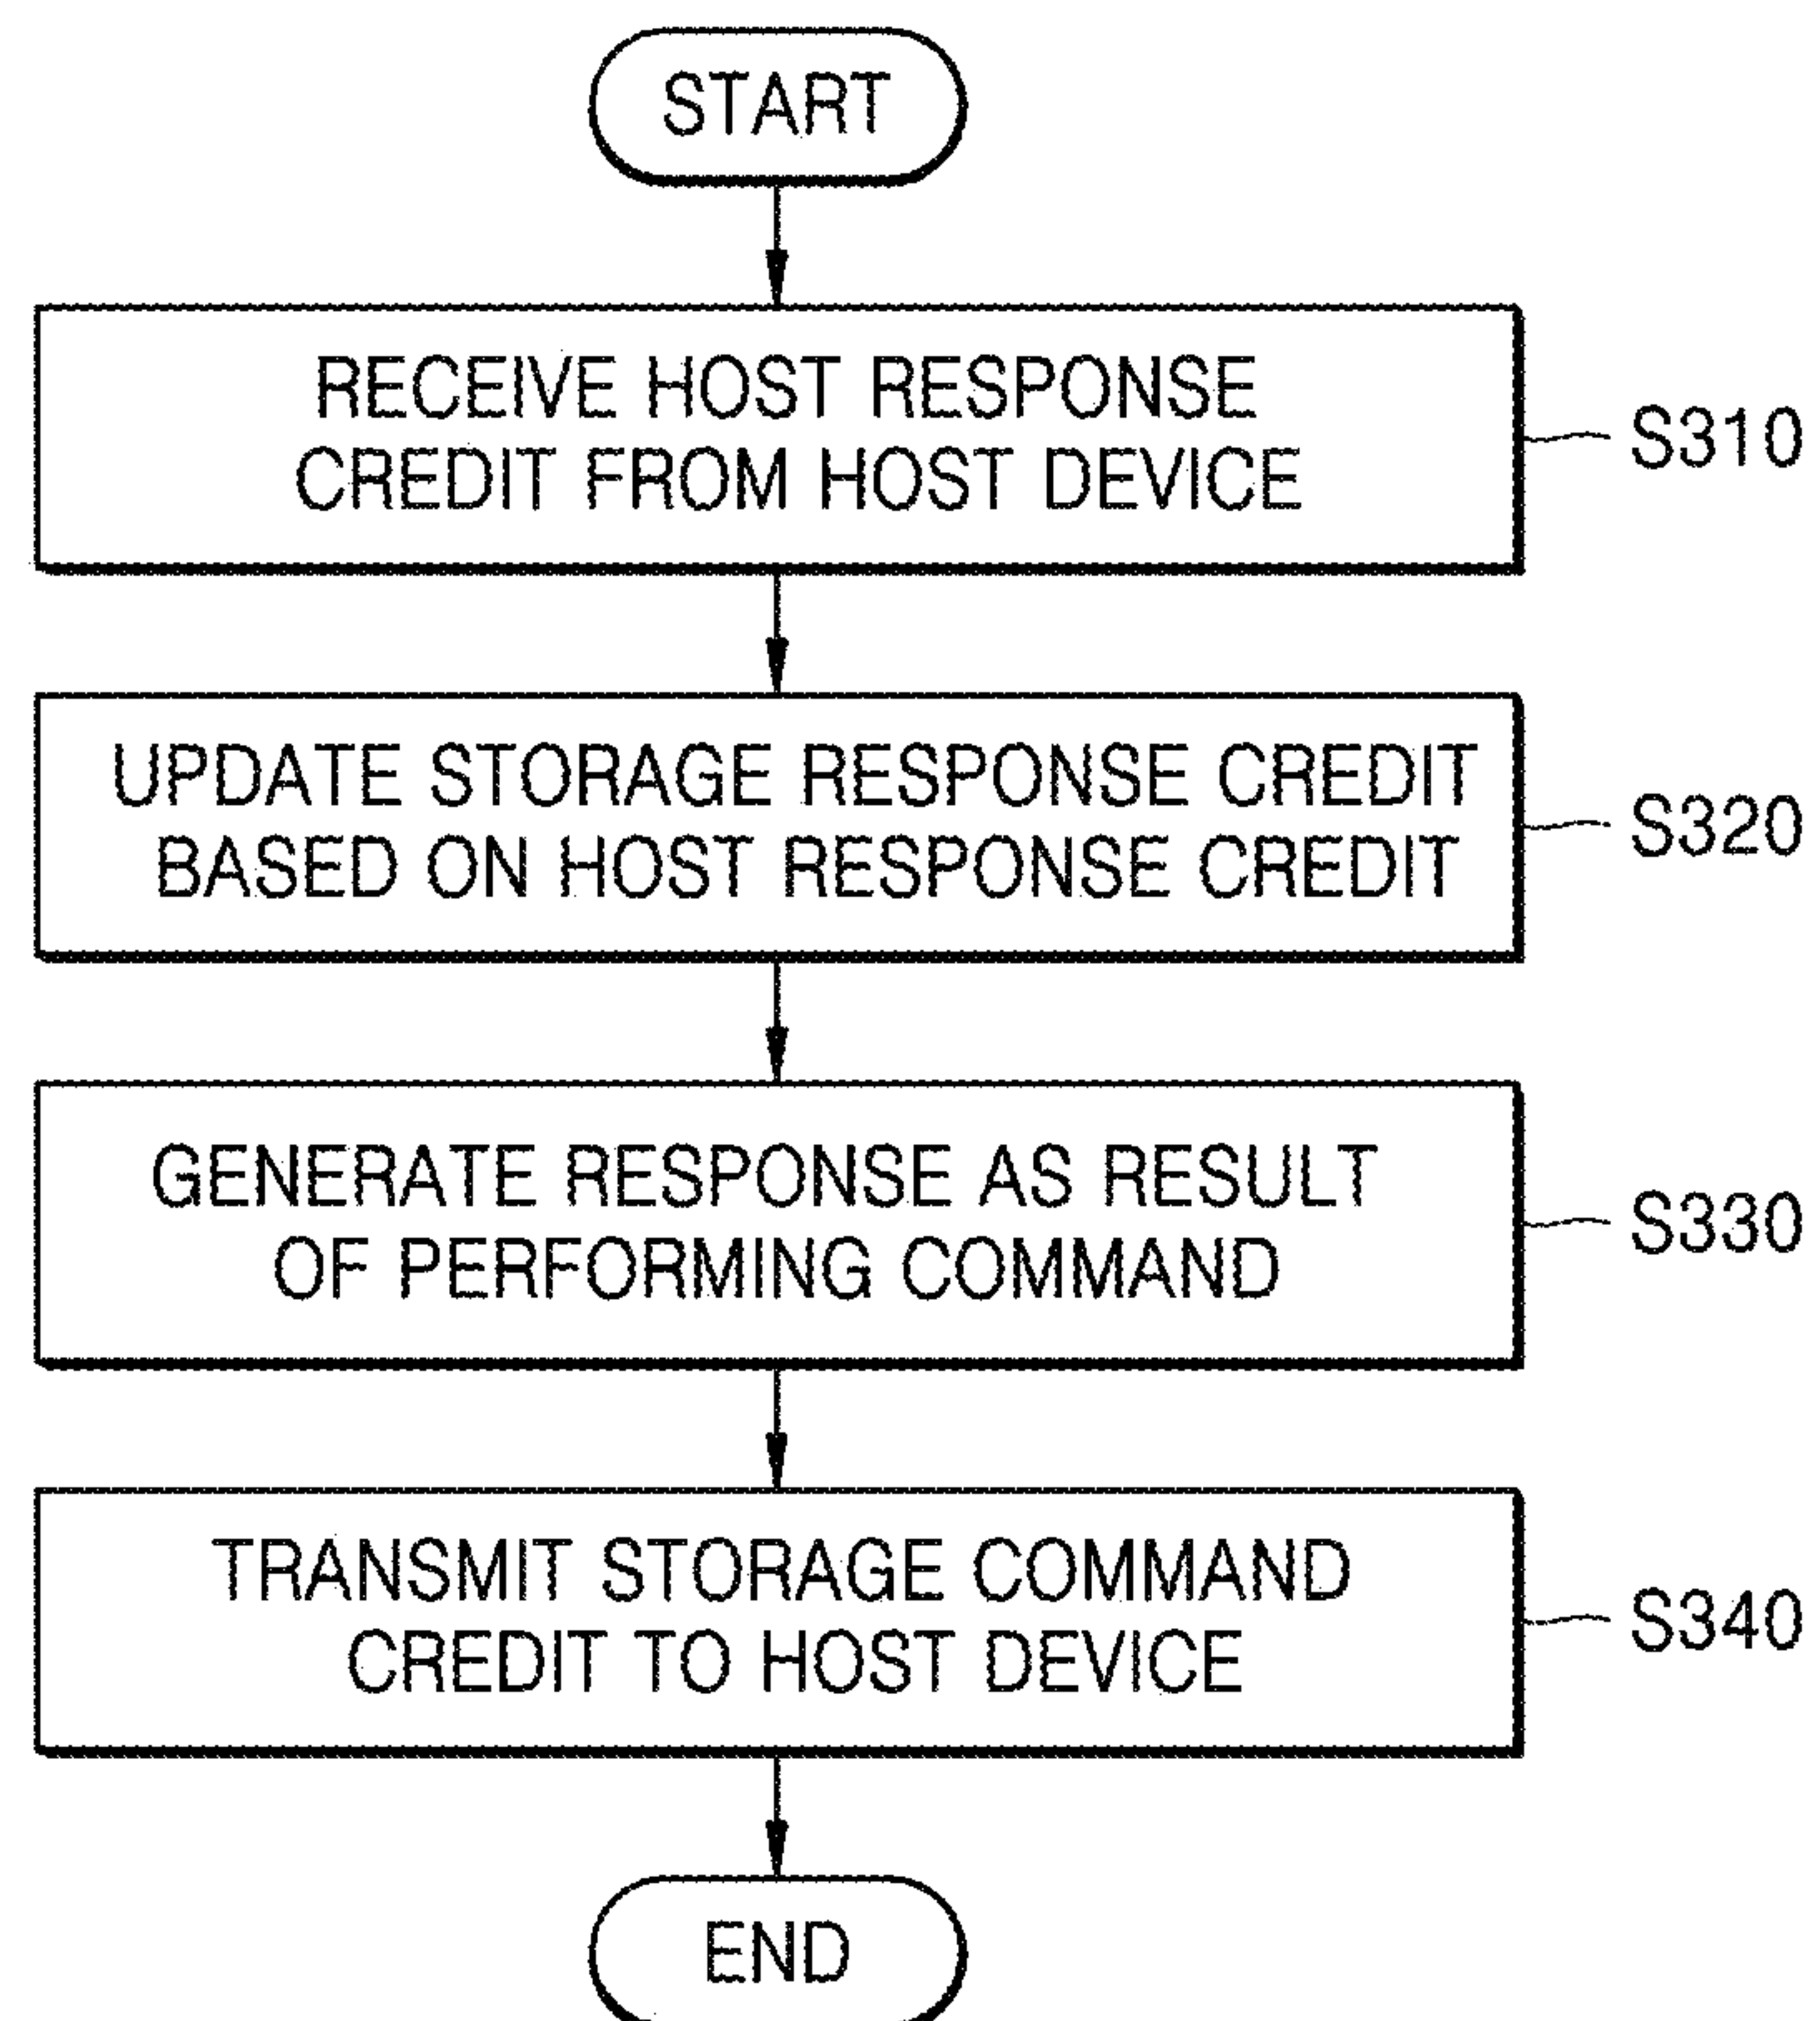 START
RECEIVE HOST RESPONSE
CREDIT FROM HOST DEVICE
S310
UPDATE STORAGE RESPONSE CREDIT
BASED ON HOST RESPONSE CREDIT
S320
GENERATE RESPONSE AS RESULT
OF PERFORMING COMMAND
S330
TRANSMIT STORAGE COMMAND
CREDIT TO HOST DEVICE
S340
END